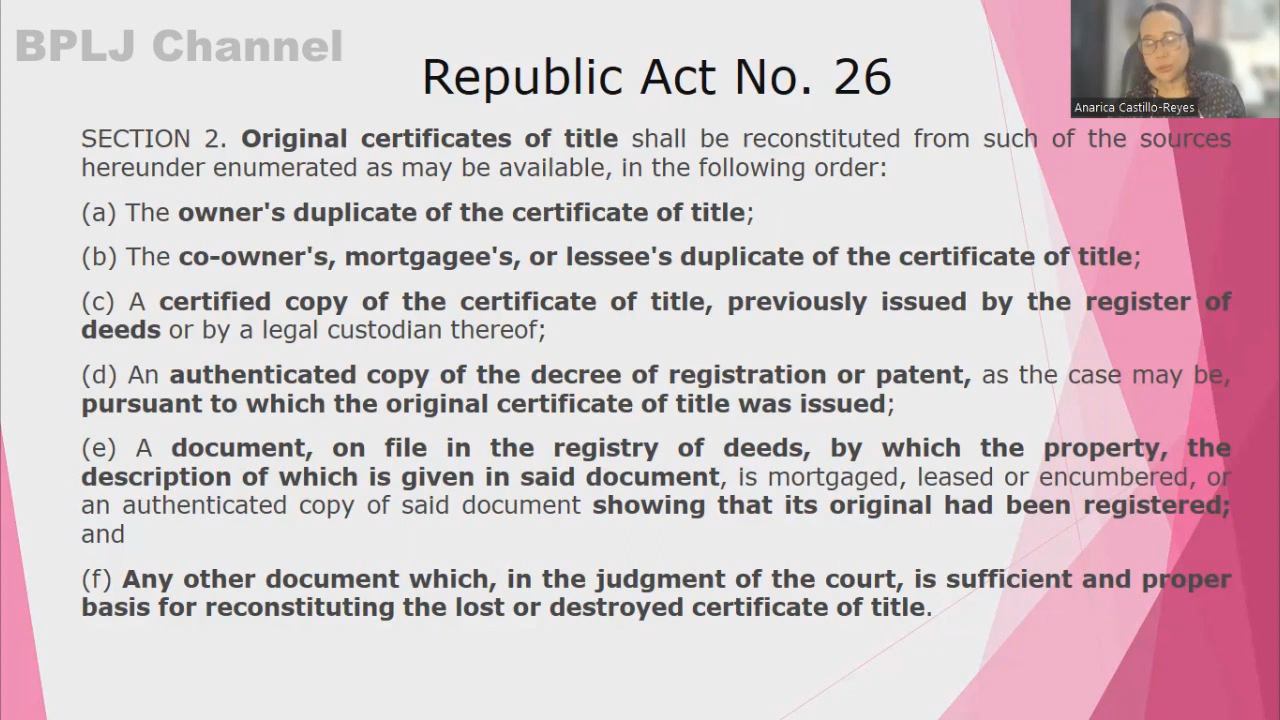 BPLJ Channel
Republic Act No. 26
Anarica Castillo-Reyes
SECTION 2. Original certificates of title shall be reconstituted from such of the sources
hereunder enumerated as may be available, in the following order:
(a) The owner's duplicate of the certificate of title;
(b) The co-owner's, mortgagee's, or lessee's duplicate of the certificate of title;
(c) A certified copy of the certificate of title, previously issued by the register of
deeds or by a legal custodian thereof;
(d) An authenticated copy of the decree of registration or patent, as the case may be,
pursuant to which the original certificate of title was issued;
(e) A document, on file in the registry of deeds, by which the property, the
description of which is given in said document, is mortgaged, leased or encumbered, or
an authenticated copy of said document showing that its original had been registered;
and
(f) Any other document which, in the judgment of the court, is sufficient and proper
basis for reconstituting the lost or destroyed certificate of title.